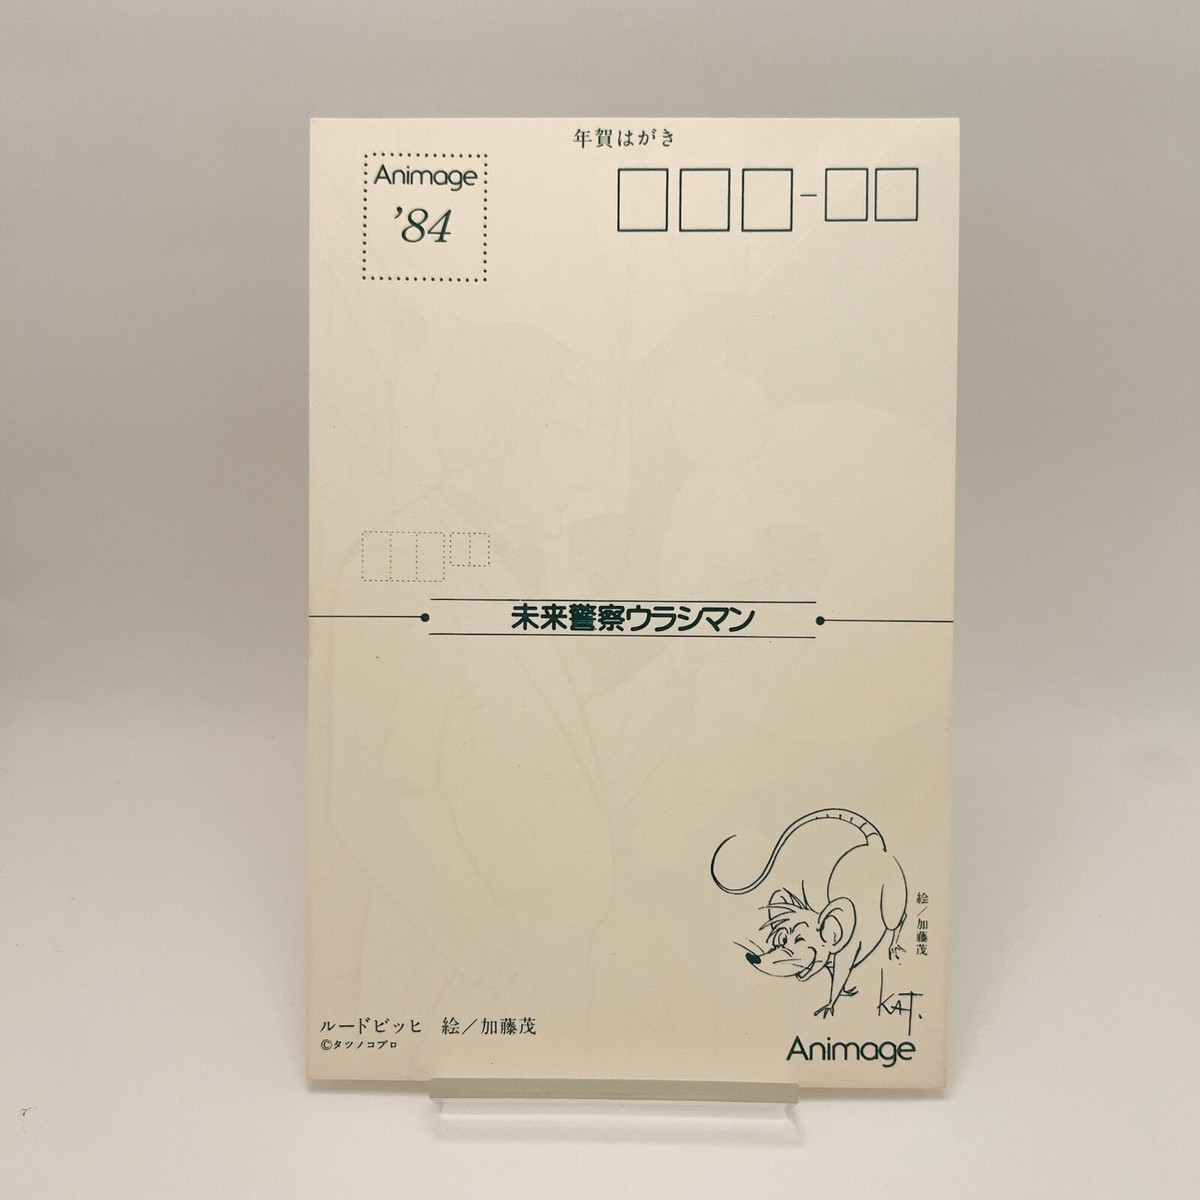 年賀はがき
Animage
'84
未来警察ウラシマン
絵／加藤茂
KAT.
ルードビッヒ　絵／加藤茂
©タツノコプロ
Animage